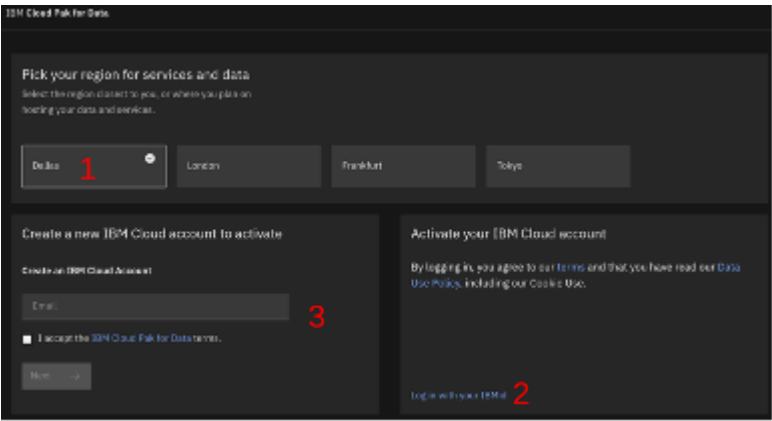 IBM Cloud Pak for Data
Pick your region for services and data
Select the region closest to you, or where you plan on
hosting your data and services.
Dallas
1
London
Frankfurt
Tokyo
Create a new IBM Cloud account to activate
Create an IBM Cloud Account
Email
3
I accept the IBM Cloud Pak for Data terms.
Next →
Activate your IBM Cloud account
By logging in, you agree to our terms and that you have read our Data
Use Policy, including our Cookie Use.
Log in with your IBMid
2